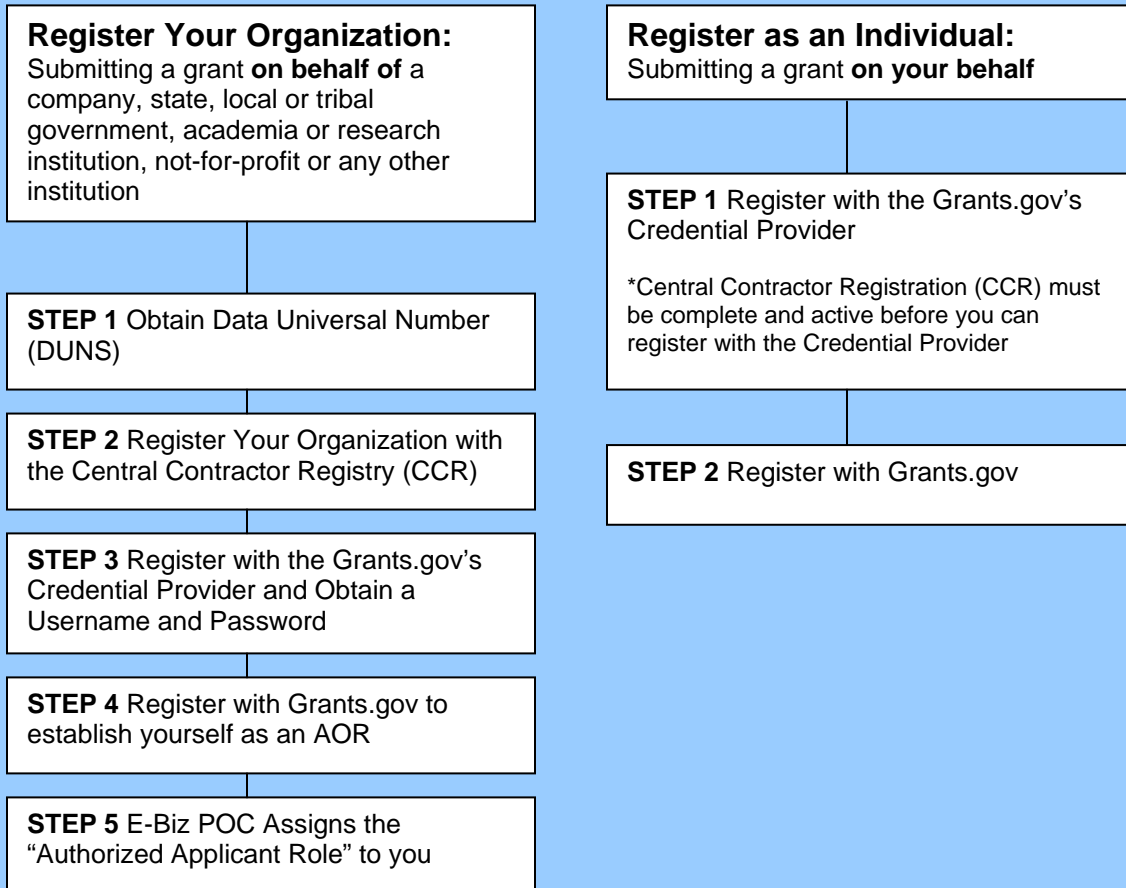 Register Your Organization:
Submitting a grant on behalf of a
company, state, local or tribal
government, academia or research
institution, not-for-profit or any other
institution
STEP 1 Obtain Data Universal Number
(DUNS)
STEP 2 Register Your Organization with
the Central Contractor Registry (CCR)
STEP 3 Register with the Grants.gov’s
Credential Provider and Obtain a
Username and Password
STEP 4 Register with Grants.gov to
establish yourself as an AOR
STEP 5 E-Biz POC Assigns the
“Authorized Applicant Role” to you
Register as an Individual:
Submitting a grant on your behalf
STEP 1 Register with the Grants.gov’s
Credential Provider
*Central Contractor Registration (CCR) must
be complete and active before you can
register with the Credential Provider
STEP 2 Register with Grants.gov